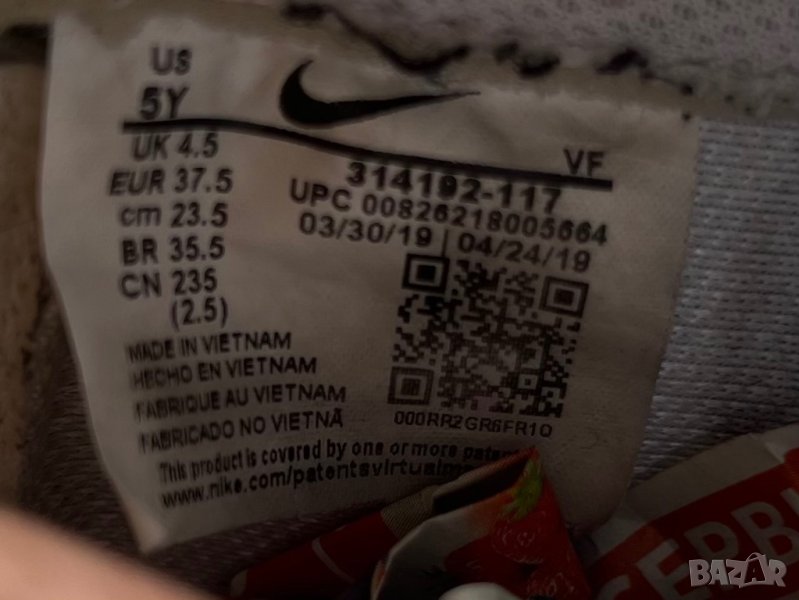 US
5Y
UK 4.5
EUR 37.5
cm 23.5
BR 35.5
CN 235
(2.5)
VF
314192-117
UPC 00826218005664
03/30/19 | 04/24/19
000RR2GR6FR10
MADE IN VIETNAM
HECHO EN VIETNAM
FABRIQUE AU VIETNAM
FABRICADO NO VIETNÃ
This product is covered by one or more
www.nike.com/patentsvirtual
BAZAR